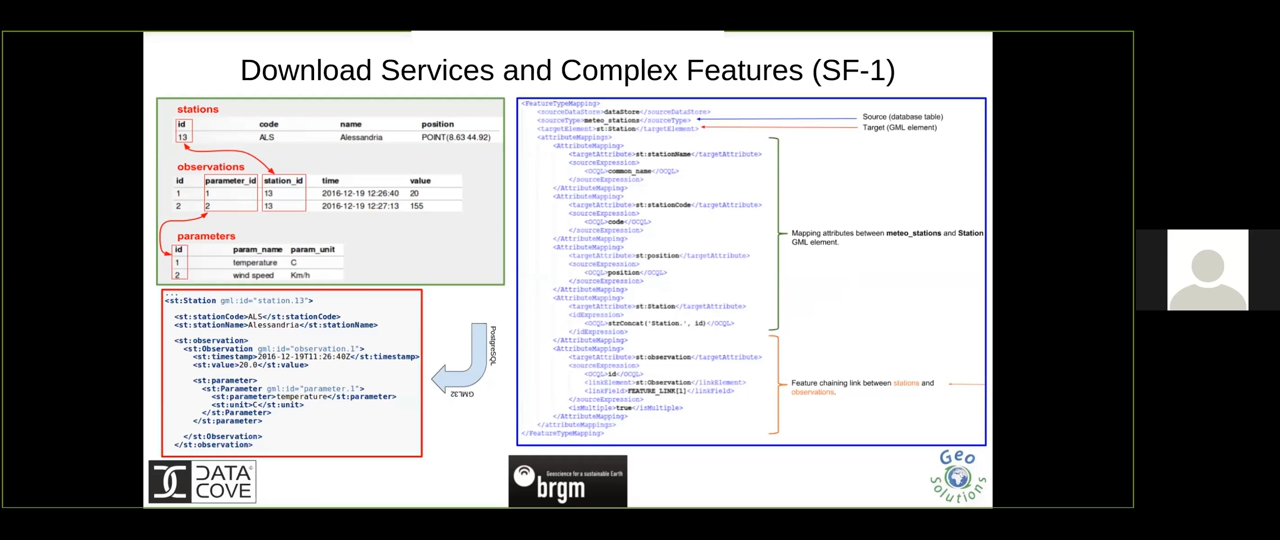 Download Services and Complex Features (SF-1)
stations
id code name position
13 ALS Alessandria POINT(8.63 44.92)
observations
id parameter_id station_id time value
1 1 13 2016-12-19 12:26:40 20
2 2 13 2016-12-19 12:27:13 155
parameters
id param_name param_unit
1 temperature C
2 wind speed Km/h
...
<st:Station gml:id="station.13">
<st:stationCode>ALS</st:stationCode>
<st:stationName>Alessandria</st:stationName>
<st:observation>
<st:Observation gml:id="observation.1">
<st:timestamp>2016-12-19T11:26:40Z</st:timestamp>
<st:value>20.0</st:value>
<st:parameter>
<st:Parameter gml:id="parameter.1">
<st:parameter>temperature</st:parameter>
<st:unit>C</st:unit>
</st:Parameter>
</st:parameter>
</st:Observation>
</st:observation>
PostgreSQL
GML32
<FeatureTypeMapping>
<sourceDataStore>dataStore</sourceDataStore>
<sourceType>meteo_stations</sourceType>
<targetElement>st:Station</targetElement>
<attributeMappings>
<AttributeMapping>
<targetAttribute>st:stationName</targetAttribute>
<sourceExpression>
<OCQL>common_name</OCQL>
</sourceExpression>
</AttributeMapping>
<AttributeMapping>
<targetAttribute>st:stationCode</targetAttribute>
<sourceExpression>
<OCQL>code</OCQL>
</sourceExpression>
</AttributeMapping>
<AttributeMapping>
<targetAttribute>st:position</targetAttribute>
<sourceExpression>
<OCQL>position</OCQL>
</sourceExpression>
</AttributeMapping>
<AttributeMapping>
<targetAttribute>st:Station</targetAttribute>
<idExpression>
<OCQL>strConcat('Station.', id)</OCQL>
</idExpression>
</AttributeMapping>
<AttributeMapping>
<targetAttribute>st:observation</targetAttribute>
<sourceExpression>
<OCQL>id</OCQL>
<linkElement>st:Observation</linkElement>
<linkField>FEATURE_LINK[1]</linkField>
</sourceExpression>
<isMultiple>true</isMultiple>
</AttributeMapping>
</attributeMappings>
</FeatureTypeMapping>
Source (database table)
Target (GML element)
Mapping attributes between meteo_stations and Station
GML element.
Feature chaining link between stations and
observations.
DATA
COVE
Geoscience for a sustainable Earth
brgm
Geo
Solutions